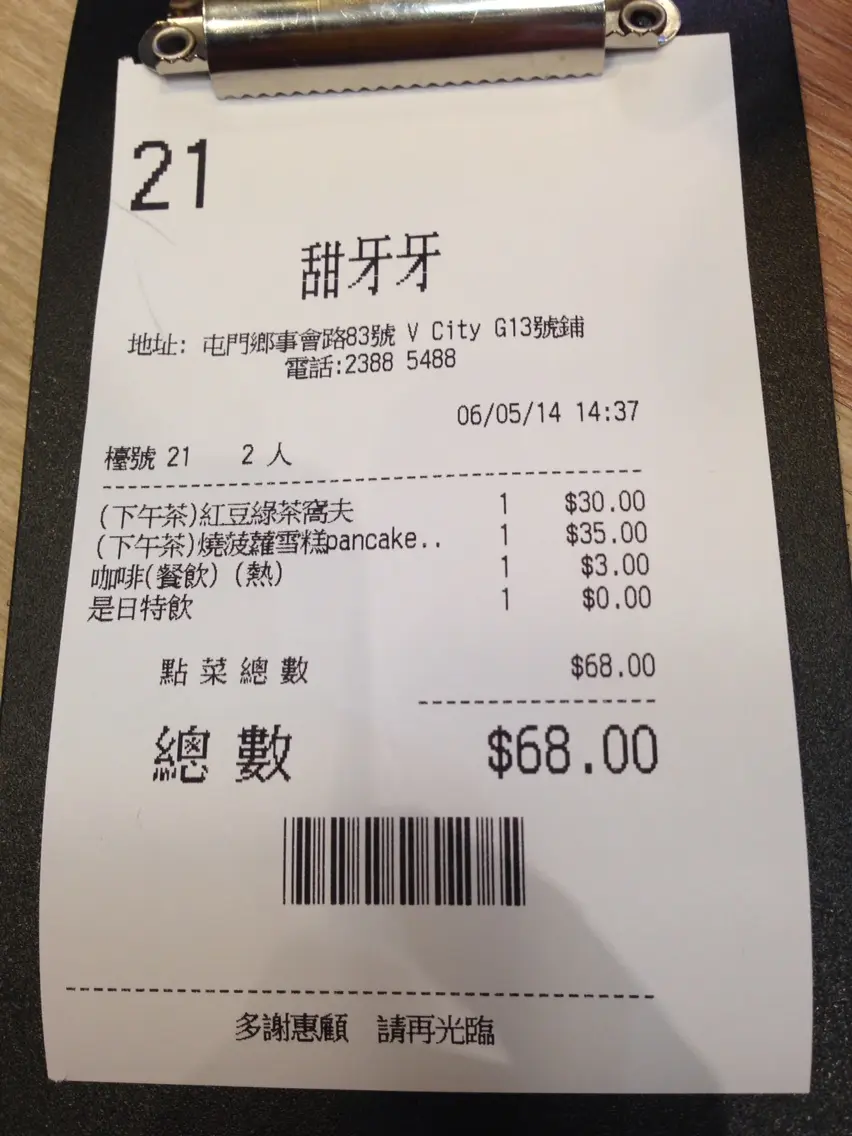 21
甜牙牙
地址: 屯門鄉事會路83號 V City G13號鋪
電話:2388 5488
06/05/14 14:37
檯號 21 2 人
(下午茶)紅豆綠茶窩夫 1 $30.00
(下午茶)燒菠蘿雪糕pancake.. 1 $35.00
咖啡(餐飲) (熱) 1 $3.00
是日特飲 1 $0.00
點菜總數 $68.00
總數 $68.00
多謝惠顧 請再光臨